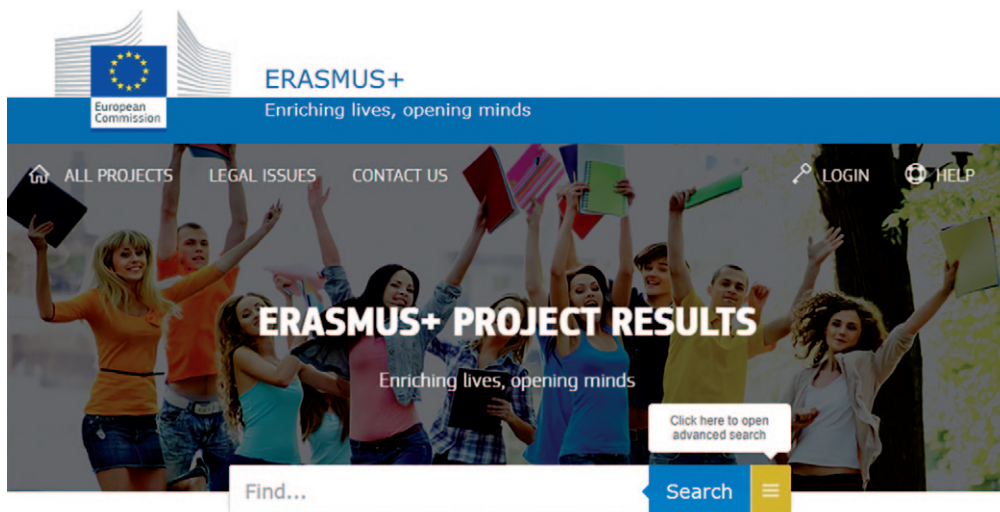 European
Commission
ERASMUS+
Enriching lives, opening minds
ALL PROJECTS LEGAL ISSUES CONTACT US LOGIN HELP
ERASMUS+ PROJECT RESULTS
Enriching lives, opening minds
Click here to open
advanced search
Find... Search